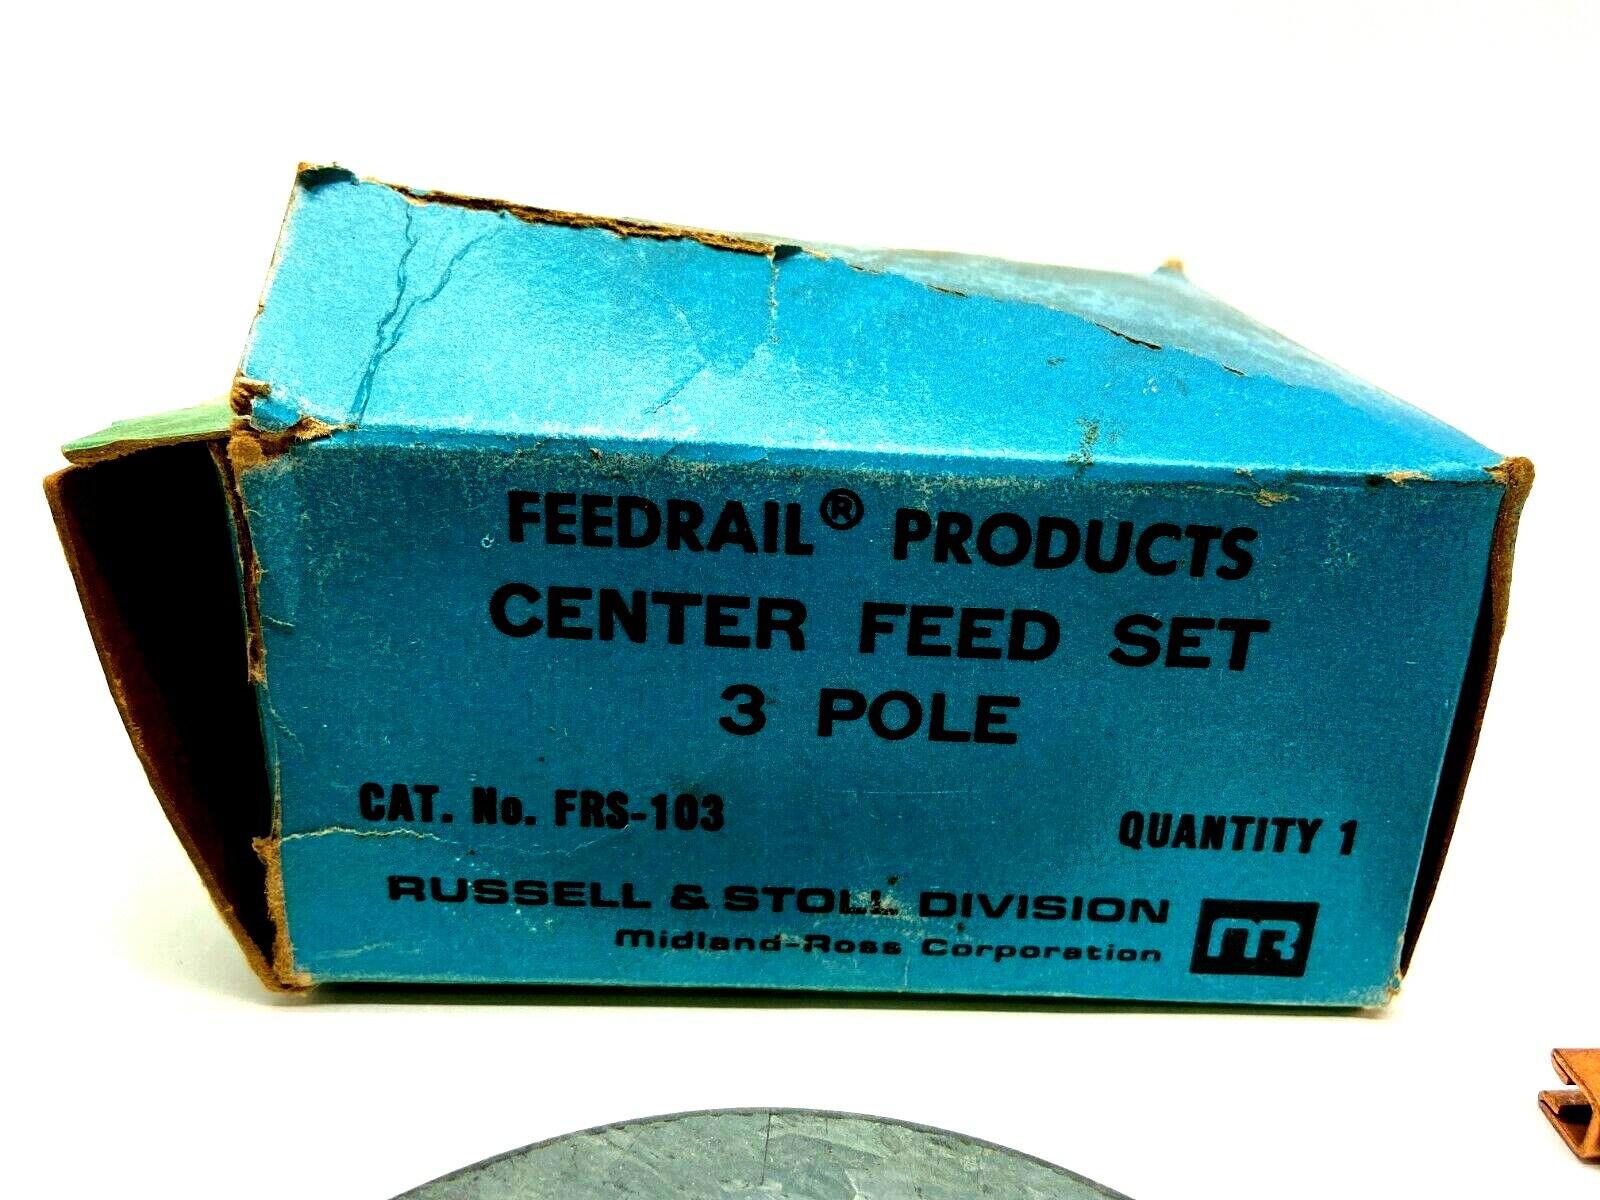 FEEDRAIL® PRODUCTS
CENTER FEED SET
3 POLE
CAT. No. FRS-103 QUANTITY 1
RUSSELL & STOLL DIVISION
Midland-Ross Corporation
MR